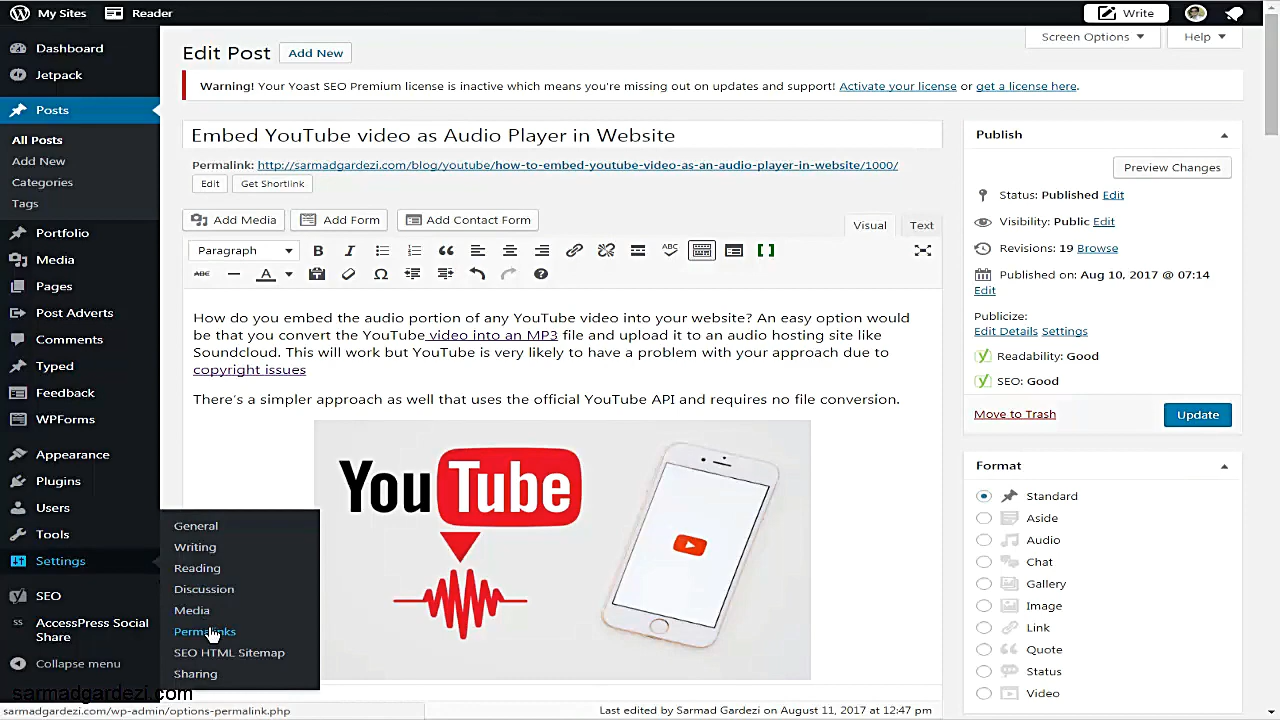 My Sites
Reader
Write
Dashboard
Jetpack
Posts
All Posts
Add New
Categories
Tags
Portfolio
Media
Pages
Post Adverts
Comments
Typed
Feedback
WPForms
Appearance
Plugins
Users
Tools
Settings
SEO
SS AccessPress Social
Share
Collapse menu
General
Writing
Reading
Discussion
Media
Permalinks
SEO HTML Sitemap
Sharing
sarmadgardezi.com
sarmadgardezi.com/wp-admin/options-permalink.php
Screen Options
Help
Edit Post
Add New
Warning! Your Yoast SEO Premium license is inactive which means you're missing out on updates and support! Activate your license or get a license here.
Embed YouTube video as Audio Player in Website
Permalink: http://sarmadgardezi.com/blog/youtube/how-to-embed-youtube-video-as-an-audio-player-in-website/1000/
Edit
Get Shortlink
Add Media
Add Form
Add Contact Form
Visual
Text
Paragraph
B I ABC
ABC A Ω
How do you embed the audio portion of any YouTube video into your website? An easy option would
be that you convert the YouTube video into an MP3 file and upload it to an audio hosting site like
Soundcloud. This will work but YouTube is very likely to have a problem with your approach due to
copyright issues
There's a simpler approach as well that uses the official YouTube API and requires no file conversion.
YouTube
Last edited by Sarmad Gardezi on August 11, 2017 at 12:47 pm
Publish
Preview Changes
Status: Published Edit
Visibility: Public Edit
Revisions: 19 Browse
Published on: Aug 10, 2017 @ 07:14
Edit
Publicize:
Edit Details Settings
Readability: Good
SEO: Good
Move to Trash
Update
Format
Standard
Aside
Audio
Chat
Gallery
Image
Link
Quote
Status
Video